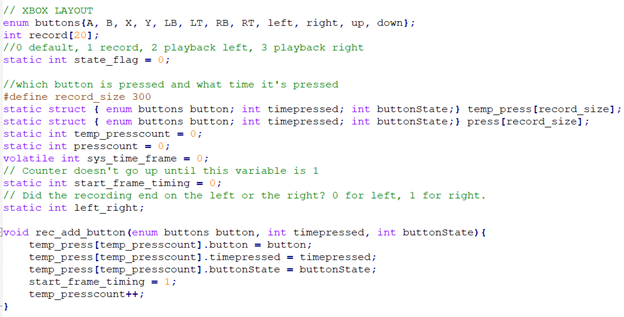 // XBOX LAYOUT
enum buttons{A, B, X, Y, LB, LT, RB, RT, left, right, up, down};
int record[20];
//0 default, 1 record, 2 playback left, 3 playback right
static int state_flag = 0;

//which button is pressed and what time it's pressed
#define record_size 300
static struct { enum buttons button; int timepressed; int buttonState;} temp_press[record_size];
static struct { enum buttons button; int timepressed; int buttonState;} press[record_size];
static int temp_presscount = 0;
static int presscount = 0;
volatile int sys_time_frame = 0;
// Counter doesn't go up until this variable is 1
static int start_frame_timing = 0;
// Did the recording end on the left or the right? 0 for left, 1 for right.
static int left_right;

void rec_add_button(enum buttons button, int timepressed, int buttonState){
    temp_press[temp_presscount].button = button;
    temp_press[temp_presscount].timepressed = timepressed;
    temp_press[temp_presscount].buttonState = buttonState;
    start_frame_timing = 1;
    temp_presscount++;
}